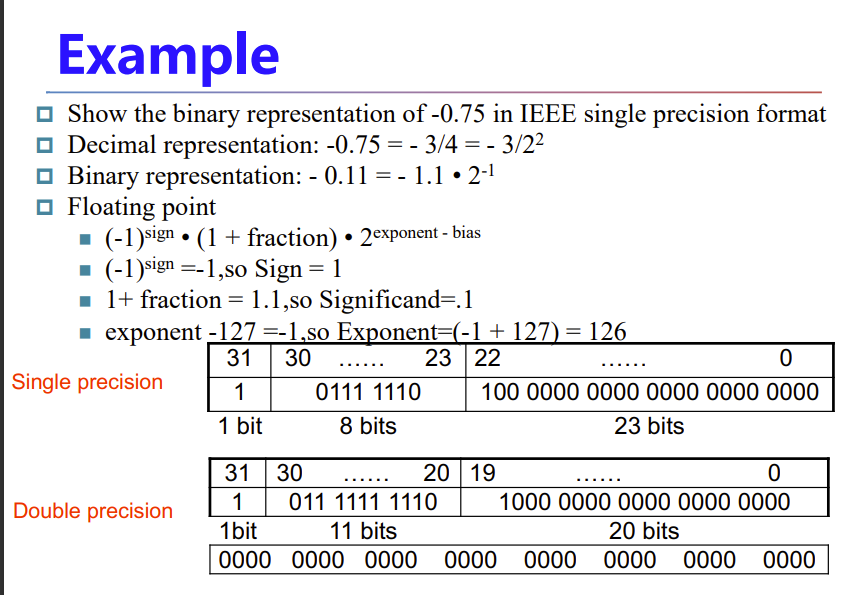 Example
Show the binary representation of -0.75 in IEEE single precision format
Decimal representation: -0.75 = - 3/4 = - 3/2²
Binary representation: - 0.11 = - 1.1 • 2⁻¹
Floating point
(-1)^sign • (1 + fraction) • 2^exponent - bias
(-1)^sign =-1,so Sign = 1
1+ fraction = 1.1,so Significand=.1
exponent -127 =-1,so Exponent=(-1 + 127) = 126
31 30 ...... 23 22 ...... 0
Single precision
1 0111 1110 100 0000 0000 0000 0000 0000
1 bit 8 bits 23 bits
31 30 ...... 20 19 ...... 0
Double precision
1 011 1111 1110 1000 0000 0000 0000 0000
1bit 11 bits 20 bits
0000 0000 0000 0000 0000 0000 0000 0000